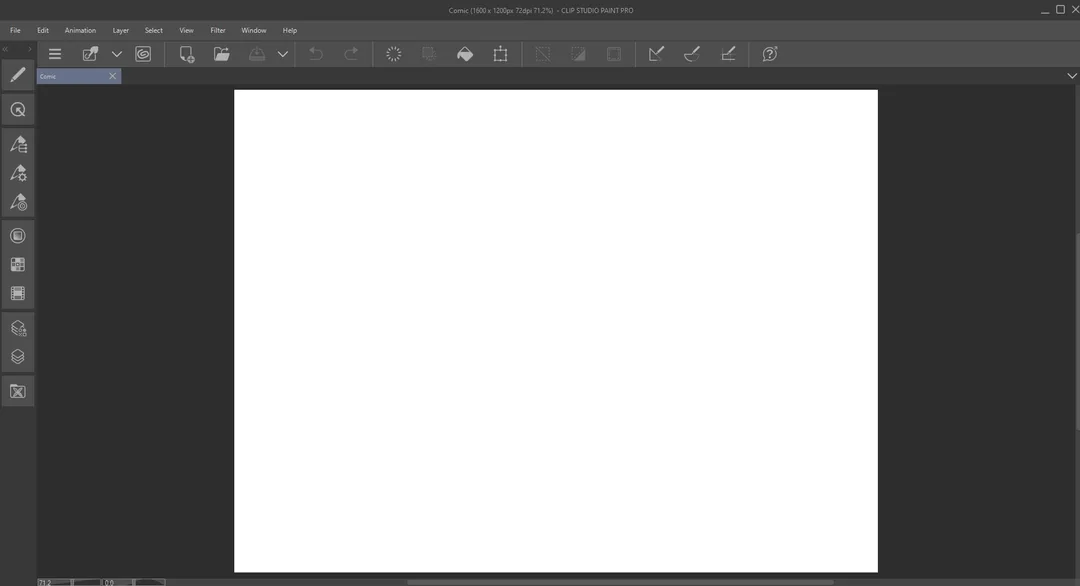 Comic (1600 x 1200px 72dpi 71.2%) - CLIP STUDIO PAINT PRO
File Edit Animation Layer Select View Filter Window Help
Comic
71.2 0.0